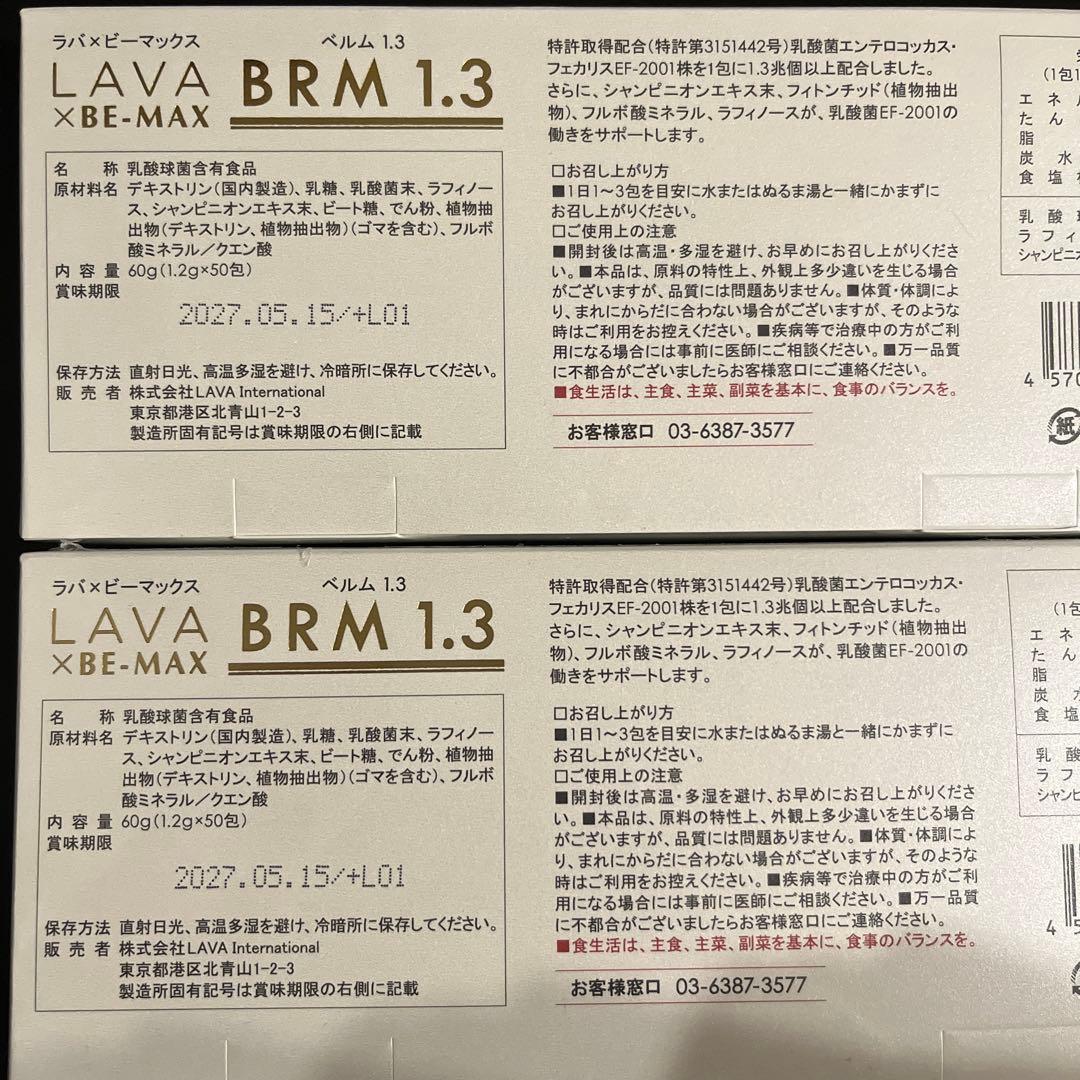 ラバ×ビーマックス
ベルム 1.3
LAVA
×BE-MAX
BRM 1.3
名称 乳酸球菌含有食品
原材料名 デキストリン(国内製造)、乳糖、乳酸菌末、ラフィノー
ス、シャンピニオンエキス末、ビート糖、でん粉、植物抽
出物(デキストリン、植物抽出物)(ゴマを含む)、フルボ
酸ミネラル/クエン酸
内容量 60g(1.2g×50包)
賞味期限
2027.05.15/+L01
保存方法 直射日光、高温多湿を避け、冷暗所に保存してください。
販売者 株式会社LAVA International
東京都港区北青山1-2-3
製造所固有記号は賞味期限の右側に記載
特許取得配合(特許第3151442号)乳酸菌エンテロコッカス・
フェカリスEF-2001株を1包に1.3兆個以上配合しました。
さらに、シャンピニオンエキス末、フィトンチッド(植物抽出
物)、フルボ酸ミネラル、ラフィノースが、乳酸菌EF-2001の
働きをサポートします。
□お召し上がり方
■1日1~3包を目安に水またはぬるま湯と一緒にかまずに
お召し上がりください。
□ご使用上の注意
■開封後は高温・多湿を避け、お早めにお召し上がりくださ
い。■本品は、原料の特性上、外観上多少違いを生じる場合
がございますが、品質には問題ありません。■体質・体調によ
り、まれにからだに合わない場合がございますが、そのような
時はご利用をお控えください。■疾病等で治療中の方がご利
用になる場合には事前に医師にご相談ください。■万一品質
に不都合がございましたらお客様窓口にご連絡ください。
■食生活は、主食、主菜、副菜を基本に、食事のバランスを。
お客様窓口 03-6387-3577
(1包1
エネル
たん
脂
炭水
食塩
乳酸
ラフィ
シャンピニオ
4 570
紙
ラバ×ビーマックス
ベルム 1.3
LAVA
×BE-MAX
BRM 1.3
名称 乳酸球菌含有食品
原材料名 デキストリン(国内製造)、乳糖、乳酸菌末、ラフィノー
ス、シャンピニオンエキス末、ビート糖、でん粉、植物抽
出物(デキストリン、植物抽出物)(ゴマを含む)、フルボ
酸ミネラル/クエン酸
内容量 60g(1.2g×50包)
賞味期限
2027.05.15/+L01
保存方法 直射日光、高温多湿を避け、冷暗所に保存してください。
販売者 株式会社LAVA International
東京都港区北青山1-2-3
製造所固有記号は賞味期限の右側に記載
特許取得配合(特許第3151442号)乳酸菌エンテロコッカス・
フェカリスEF-2001株を1包に1.3兆個以上配合しました。
さらに、シャンピニオンエキス末、フィトンチッド(植物抽出
物)、フルボ酸ミネラル、ラフィノースが、乳酸菌EF-2001の
働きをサポートします。
□お召し上がり方
■1日1~3包を目安に水またはぬるま湯と一緒にかまずに
お召し上がりください。
□ご使用上の注意
■開封後は高温・多湿を避け、お早めにお召し上がりくださ
い。■本品は、原料の特性上、外観上多少違いを生じる場合
がございますが、品質には問題ありません。■体質・体調によ
り、まれにからだに合わない場合がございますが、そのような
時はご利用をお控えください。■疾病等で治療中の方がご利
用になる場合には事前に医師にご相談ください。■万一品質
に不都合がございましたらお客様窓口にご連絡ください。
■食生活は、主食、主菜、副菜を基本に、食事のバランスを。
お客様窓口 03-6387-3577
(1包
エネ
たん
脂
炭
食塩
乳酸
ラフ
シャンピ
4